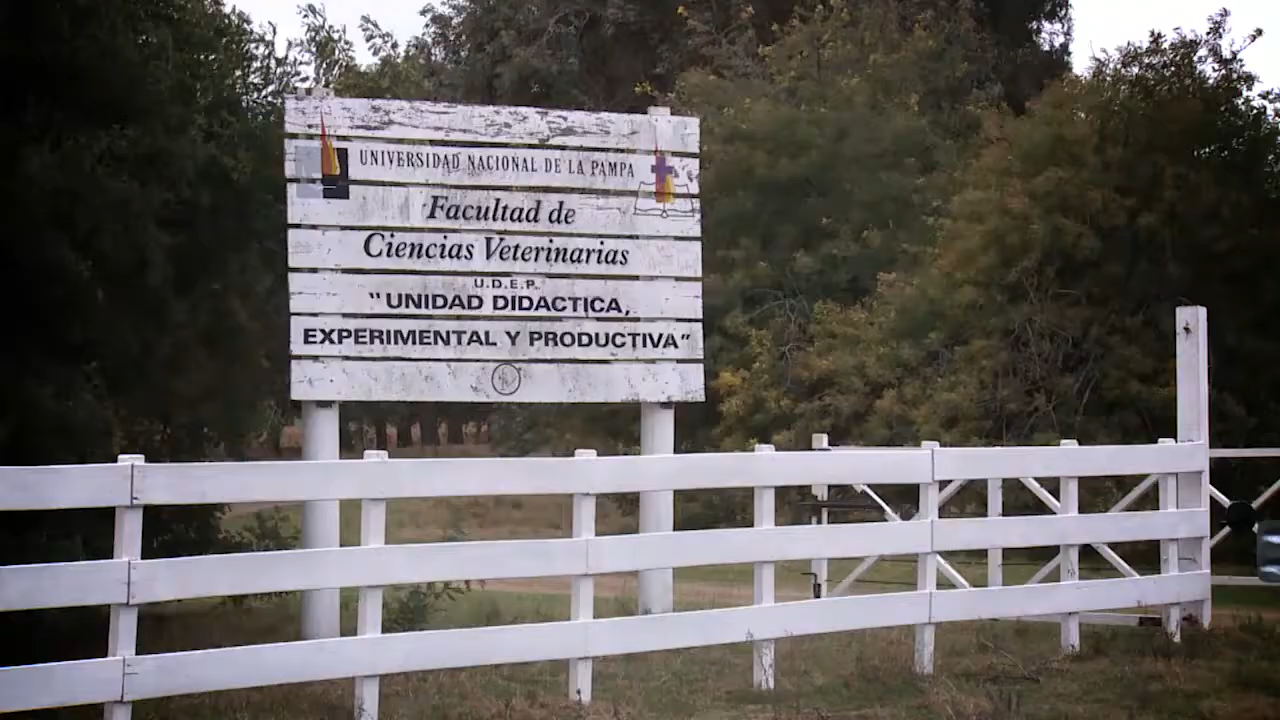 UNIVERSIDAD NACIONAL DE LA PAMPA
Facultad de
Ciencias Veterinarias
U.D.E.P.
"UNIDAD DIDACTICA,
EXPERIMENTAL Y PRODUCTIVA"